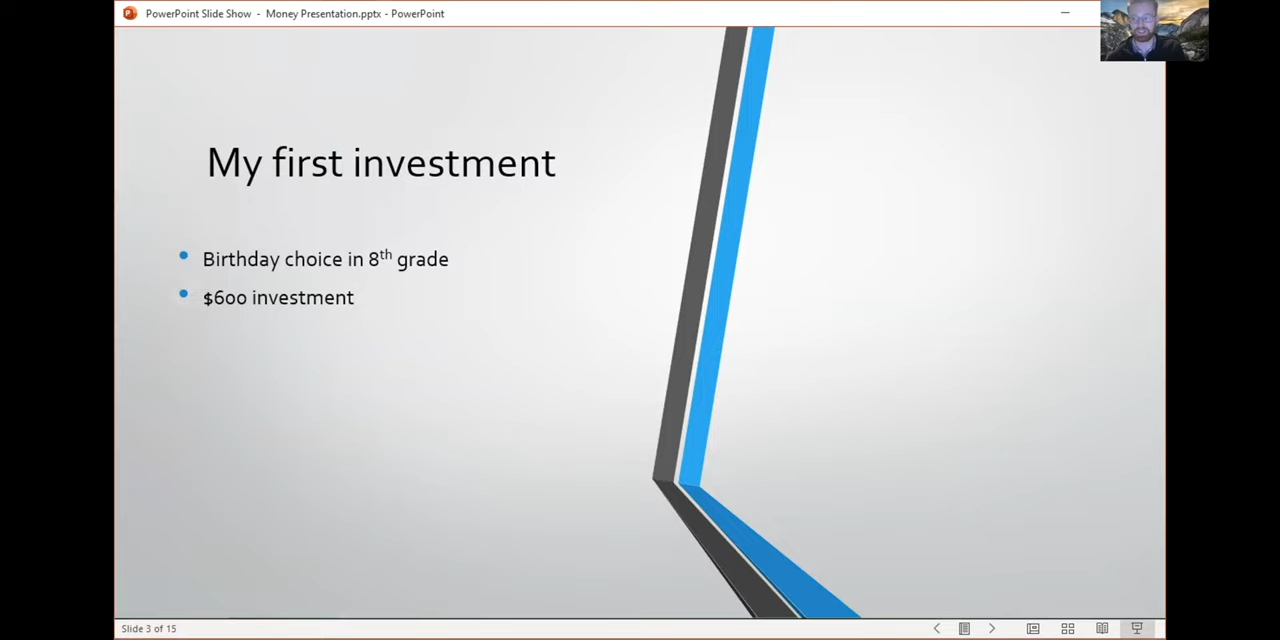 PowerPoint Slide Show - Money Presentation.pptx - PowerPoint
My first investment
Birthday choice in 8th grade
$600 investment
Slide 3 of 15